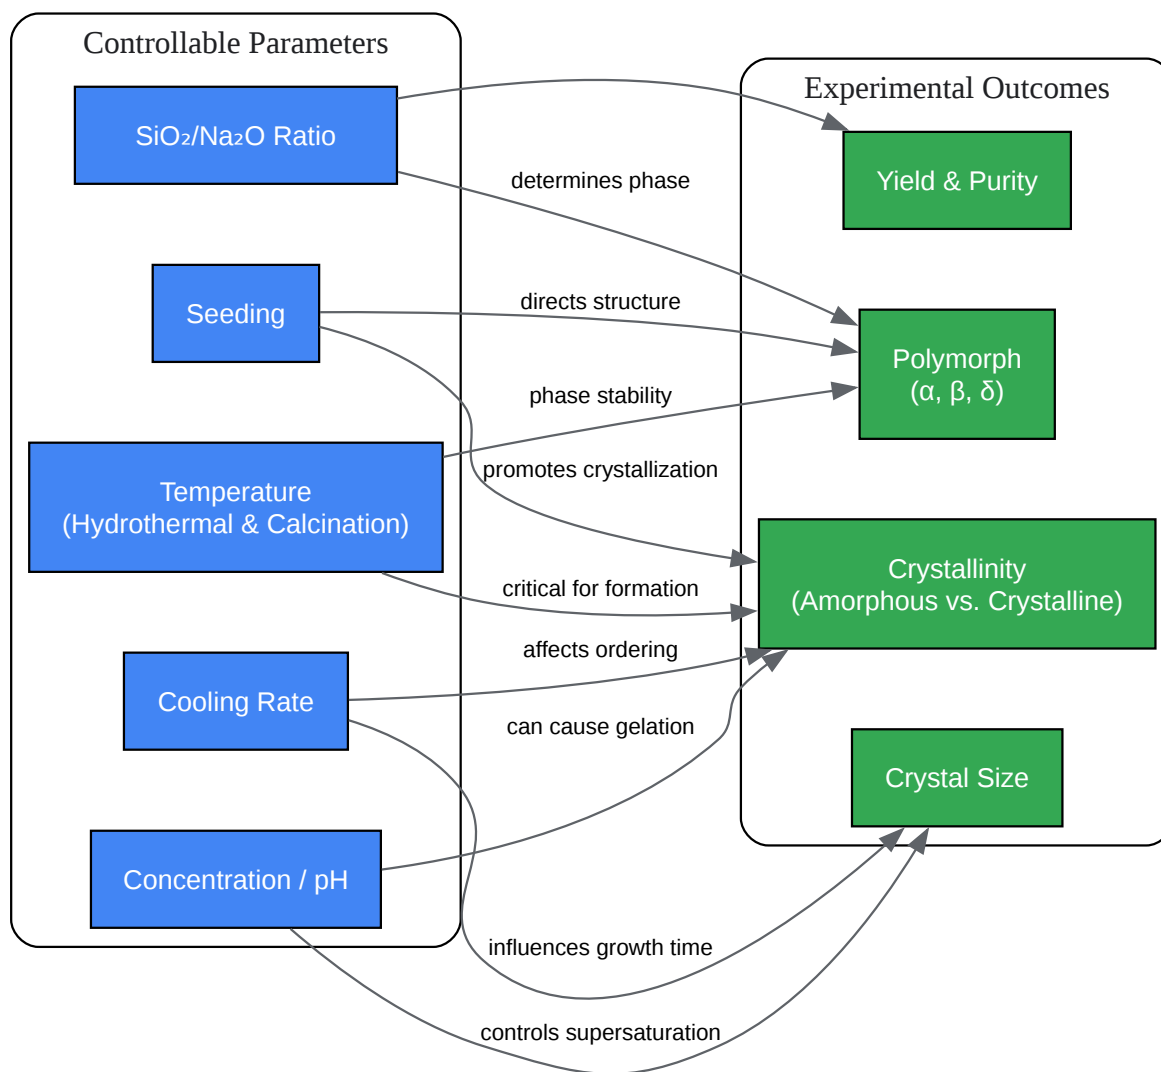 Controllable Parameters
SiO₂/Na₂O Ratio
Seeding
Temperature
(Hydrothermal & Calcination)
Cooling Rate
Concentration / pH
determines phase
directs structure
phase stability
promotes crystallization
critical for formation
affects ordering
can cause gelation
influences growth time
controls supersaturation
Experimental Outcomes
Yield & Purity
Polymorph
(α, β, δ)
Crystallinity
(Amorphous vs. Crystalline)
Crystal Size